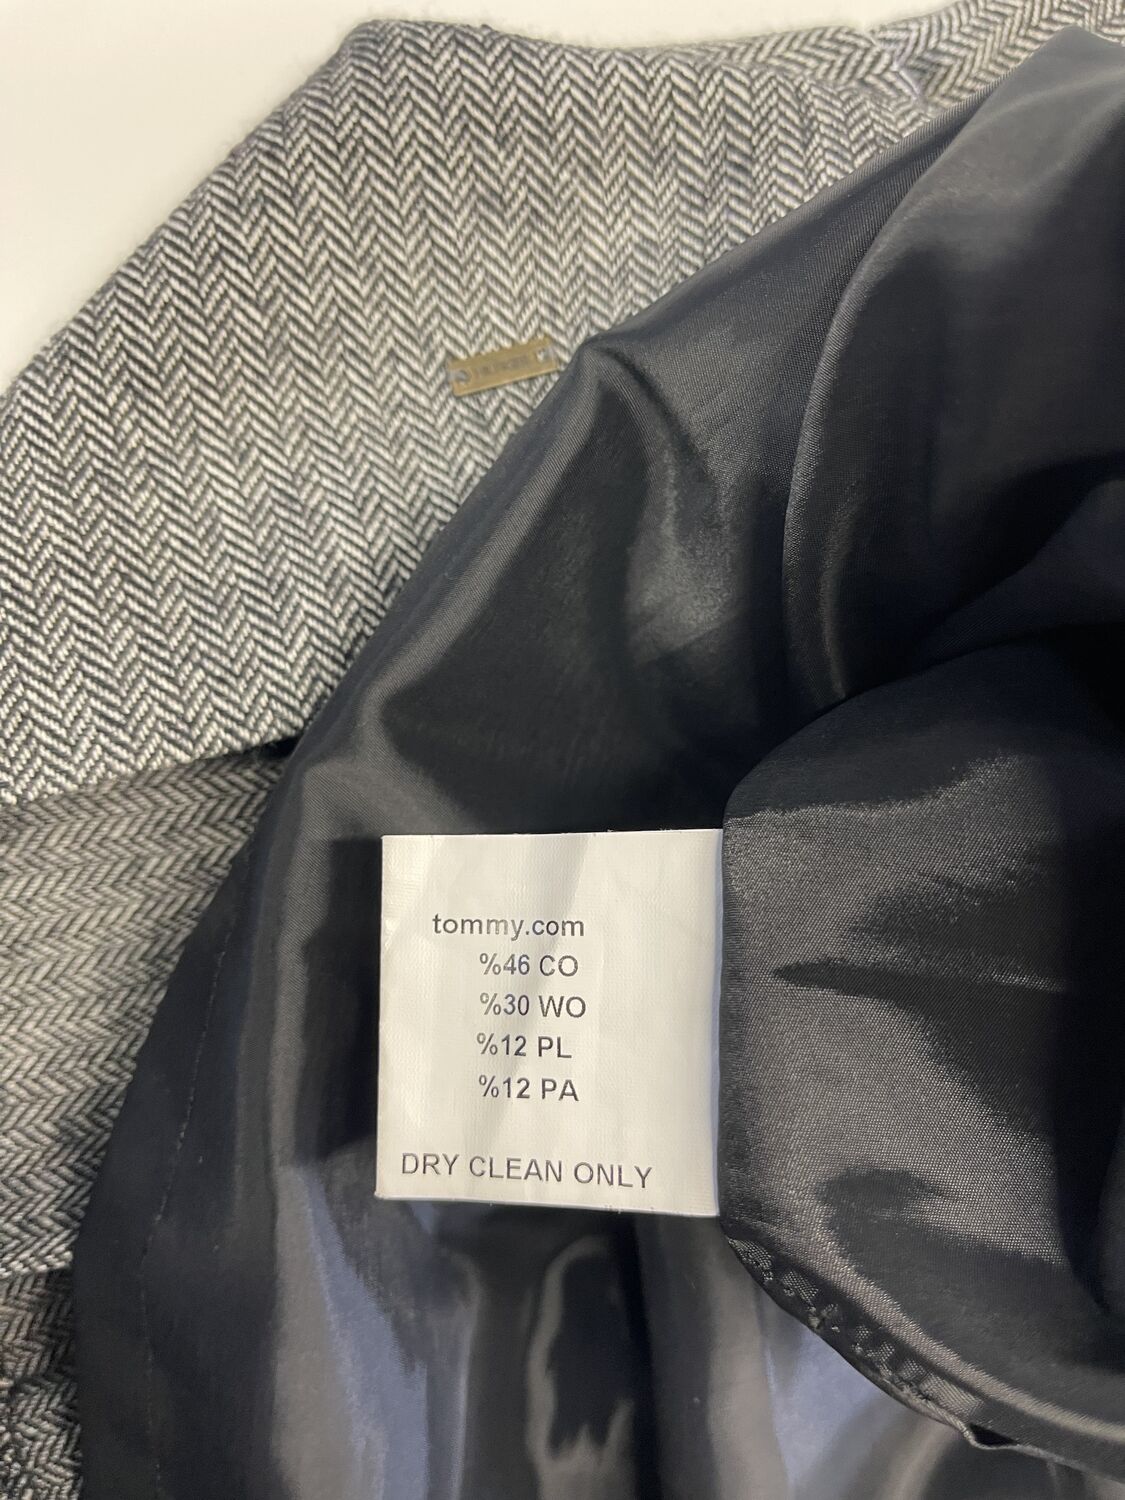 tommy.com
%46 CO
%30 WO
%12 PL
%12 PA
DRY CLEAN ONLY